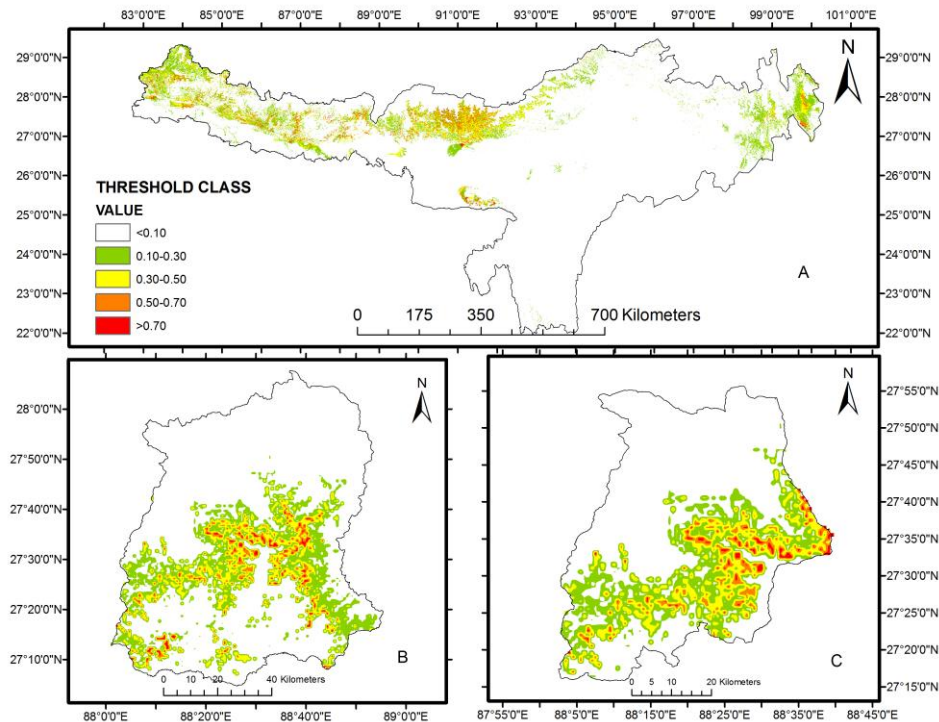 83°0'0"E 85°0'0"E 87°0'0"E 89°0'0"E 91°0'0"E 93°0'0"E 95°0'0"E 97°0'0"E 99°0'0"E 101°0'0"E
29°0'0"N 29°0'0"N
28°0'0"N 28°0'0"N
27°0'0"N 27°0'0"N
26°0'0"N 26°0'0"N
25°0'0"N 25°0'0"N
24°0'0"N 24°0'0"N
23°0'0"N 23°0'0"N
22°0'0"N 22°0'0"N
N
THRESHOLD CLASS
VALUE
<0.10
0.10-0.30
0.30-0.50
0.50-0.70
>0.70
A
0 175 350 700 Kilometers
28°0'0"N
27°50'0"N
27°40'0"N
27°30'0"N
27°20'0"N
27°10'0"N
N
B
0 10 20 40 Kilometers
88°0'0"E 88°20'0"E 88°40'0"E 89°0'0"E
N
27°55'0"N
27°50'0"N
27°45'0"N
27°40'0"N
27°35'0"N
27°30'0"N
27°25'0"N
27°20'0"N
27°15'0"N
C
0 5 10 20 Kilometers
87°55'0"E 88°5'0"E 88°15'0"E 88°25'0"E 88°35'0"E 88°45'0"E